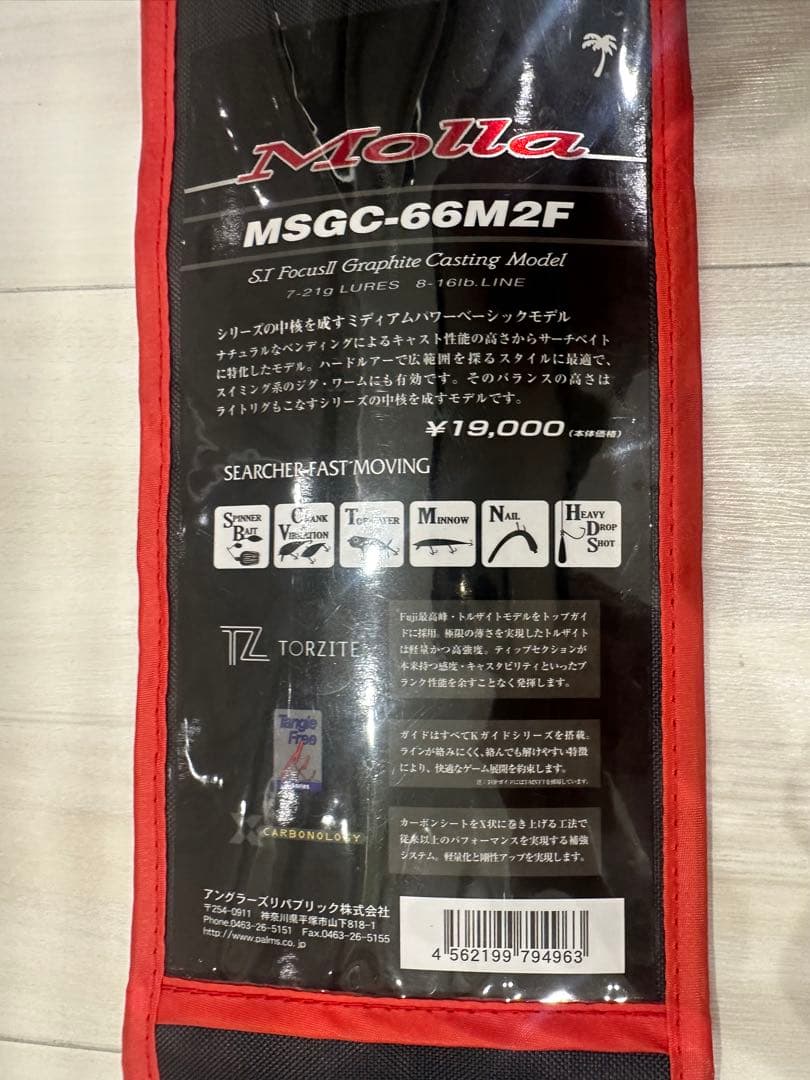 Molla
MSGC-66M2F
S.I FocusII Graphite Casting Model
7-21g LURES 8-16lb.LINE
シリーズの中核を成すミディアムパワーベーシックモデル
ナチュラルなベンディングによるキャスト性能の高さからサーチベイト
に特化したモデル。ハードルアーで広範囲を探るスタイルに最適で、
スイミング系のジグ・ワームにも有効です。そのバランスの高さは
ライトリグもこなすシリーズの中核を成すモデルです。
¥19,000(本体価格)
SEARCHER-FAST MOVING
SPINNER BAIT
CRANK VIBRATION
TOPWATER
MINNOW
NAIL
HEAVY DROP SHOT
TZ TORZITE
Fuji最高峰・トルザイトモデルをトップガイ
ドに採用。極限の薄さを実現したトルザイト
は軽量かつ高強度。ティップセクションが
本来持つ感度・キャスタビリティといったブ
ランク性能を余すことなく発揮します。
Tangle
Free
K
series
ガイドはすべてKガイドシリーズを搭載。
ラインが絡みにくく、絡んでも解けやすい特徴
により、快適なゲーム展開を約束します。
X CARBONOLOGY
カーボンシートをX状に巻き上げる工法で
従来以上のパフォーマンスを実現する補強
システム。軽量化と剛性アップを実現します。
アングラーズリパブリック株式会社
〒254-0911 神奈川県平塚市山下818-1
Phone.0463-26-5151 Fax.0463-26-5155
http://www.palms.co.jp
4 562199 794963